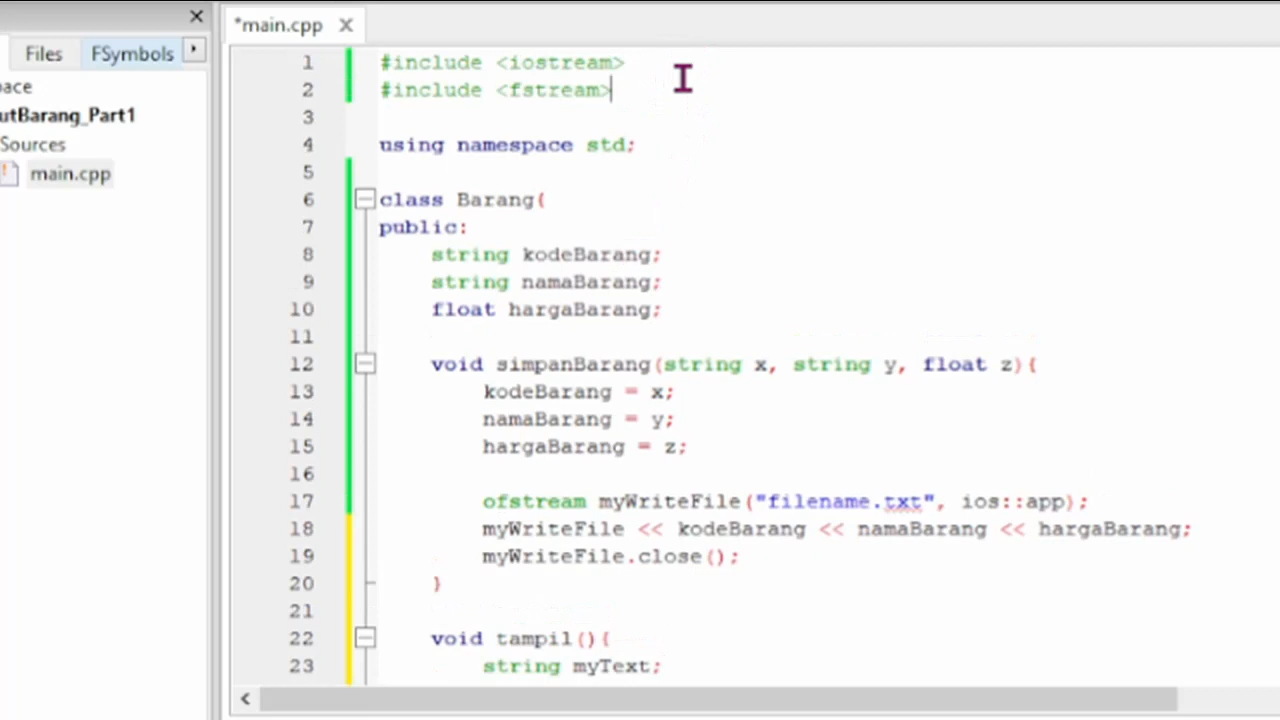 *main.cpp
Files FSymbols
ace
utBarang_Part1
Sources
main.cpp
1 #include <iostream>
2 #include <fstream>
3
4 using namespace std;
5
6 class Barang{
7 public:
8 string kodeBarang;
9 string namaBarang;
10 float hargaBarang;
11
12 void simpanBarang(string x, string y, float z){
13 kodeBarang = x;
14 namaBarang = y;
15 hargaBarang = z;
16
17 ofstream myWriteFile("filename.txt", ios::app);
18 myWriteFile << kodeBarang << namaBarang << hargaBarang;
19 myWriteFile.close();
20 }
21
22 void tampil(){
23 string myText;